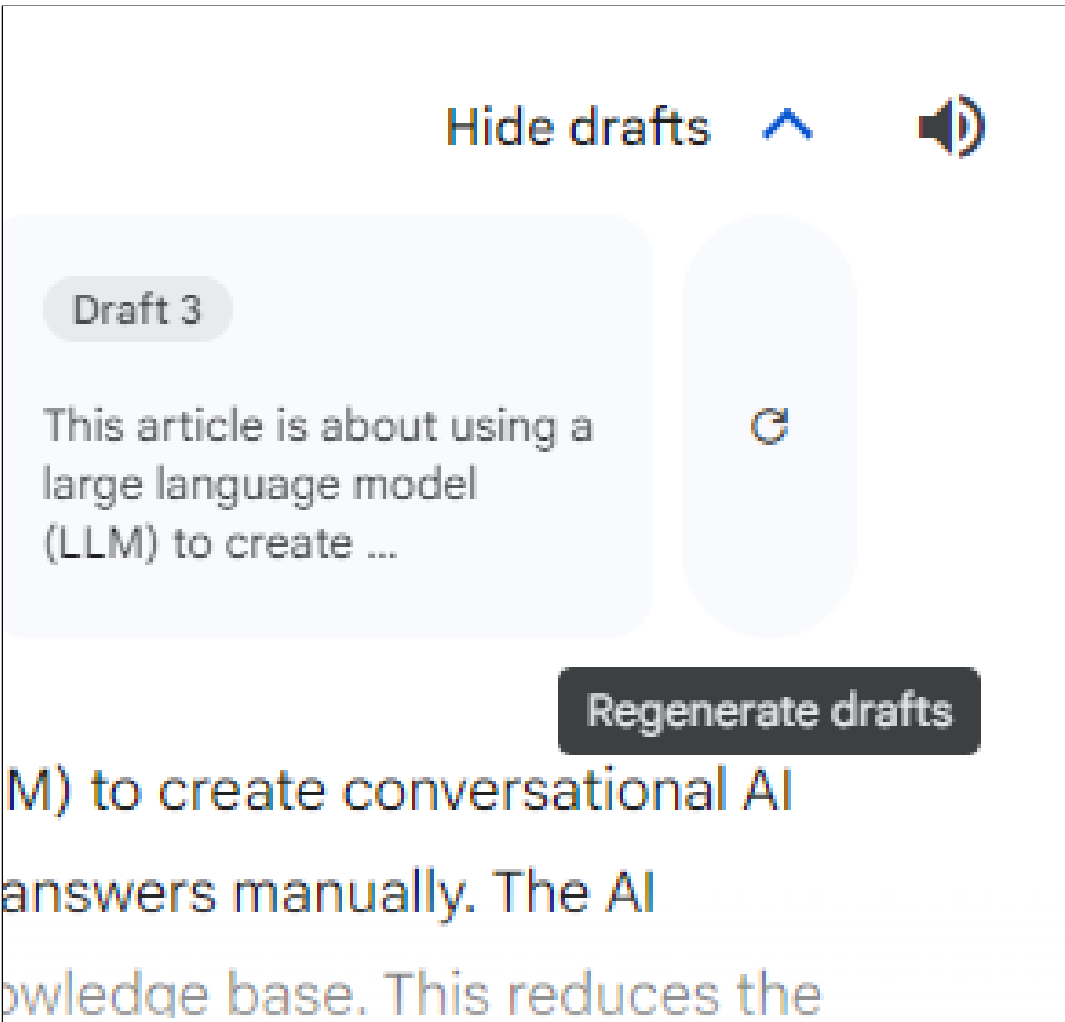 Hide drafts
Draft 3
This article is about using a
large language model
(LLM) to create ...
Regenerate drafts
M) to create conversational AI
answers manually. The AI
owledge base. This reduces the